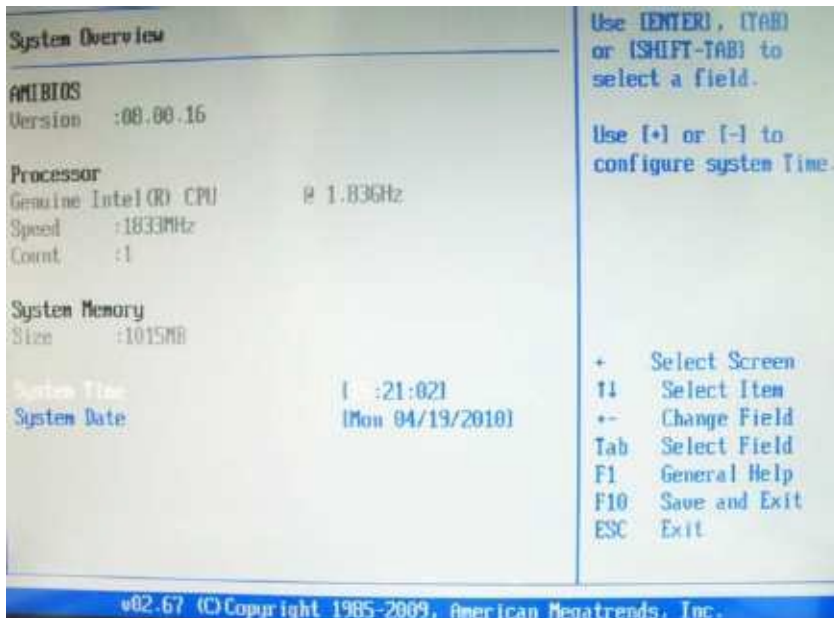 System Overview
AMIBIOS
Version :08.00.16
Processor
Genuine Intel(R) CPU @ 1.83GHz
Speed :1833MHz
Count :1
System Memory
Size :1015MB
System Time [ :21:02]
System Date [Mon 04/19/2010]
Use [ENTER], [TAB]
or [SHIFT-TAB] to
select a field.
Use [+] or [-] to
configure system Time.
Select Screen
↑↓ Select Item
+- Change Field
Tab Select Field
F1 General Help
F10 Save and Exit
ESC Exit
v02.67 (C)Copyright 1985-2009, American Megatrends, Inc.